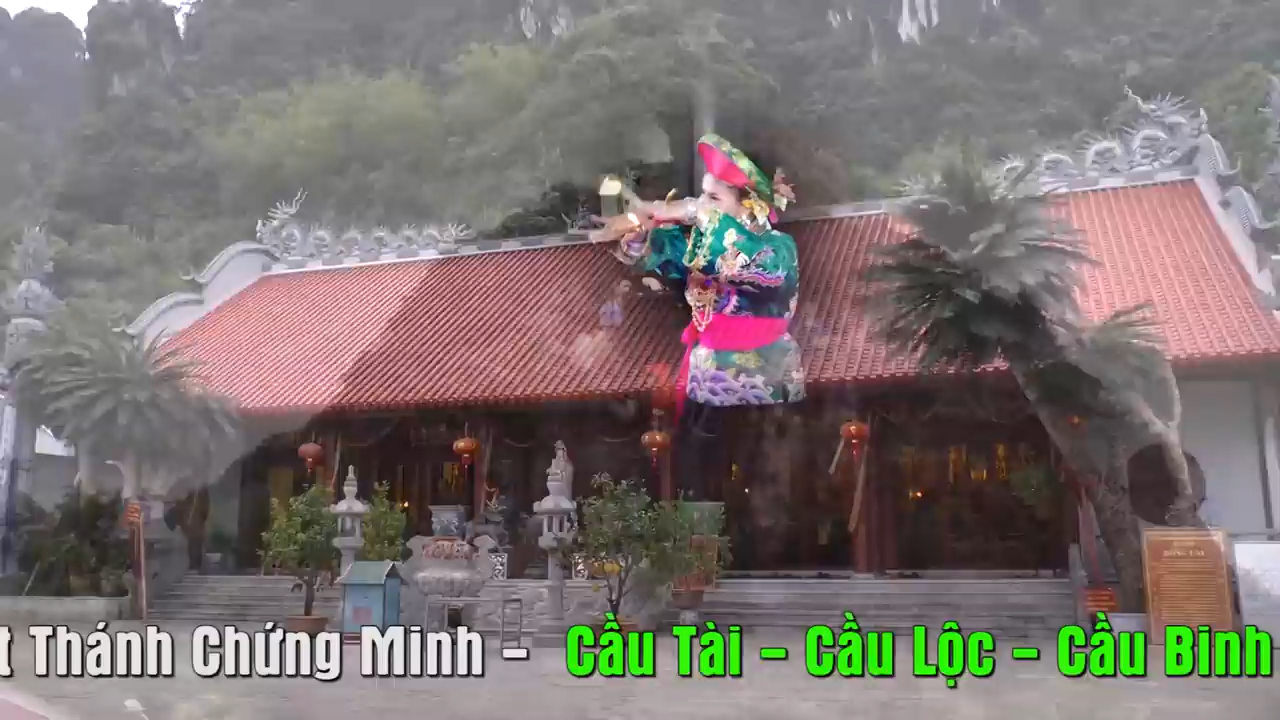 t Thánh Chứng Minh - Cầu Tài - Cầu Lộc - Cầu Binh